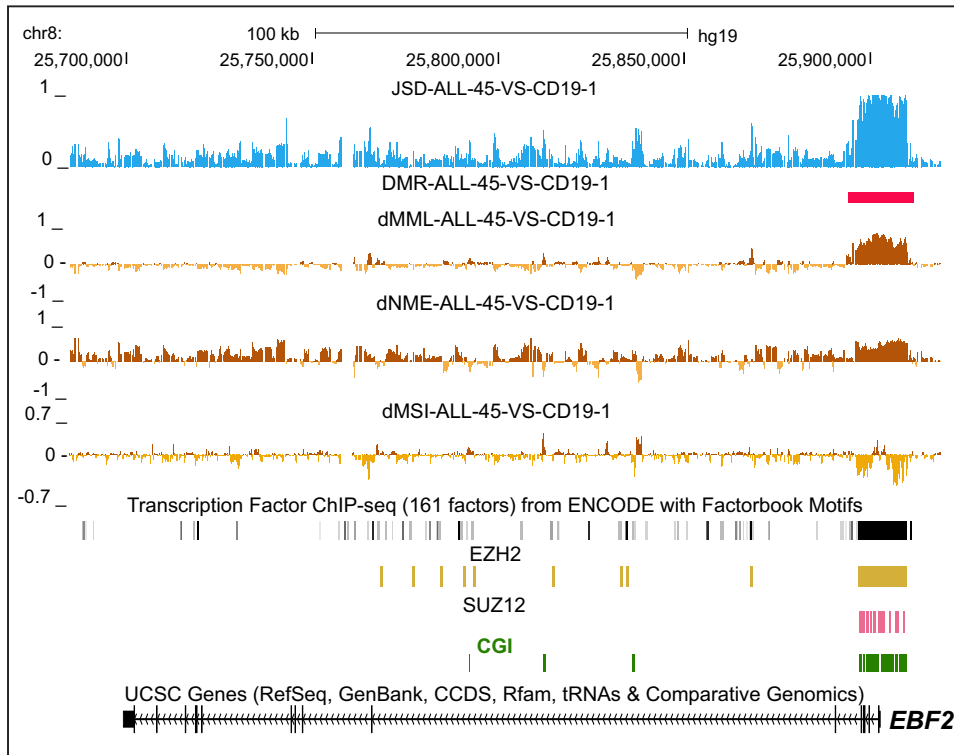 chr8: 100 kb hg19
25,700,000 25,750,000 25,800,000 25,850,000 25,900,000
JSD-ALL-45-VS-CD19-1
1 _
0 _
DMR-ALL-45-VS-CD19-1
dMML-ALL-45-VS-CD19-1
1 _
0 -
-1 _
dNME-ALL-45-VS-CD19-1
1 _
0 -
-1 _
dMSI-ALL-45-VS-CD19-1
0.7 _
0 -
-0.7 _
Transcription Factor ChIP-seq (161 factors) from ENCODE with Factorbook Motifs
EZH2
SUZ12
CGI
UCSC Genes (RefSeq, GenBank, CCDS, Rfam, tRNAs & Comparative Genomics)
EBF2